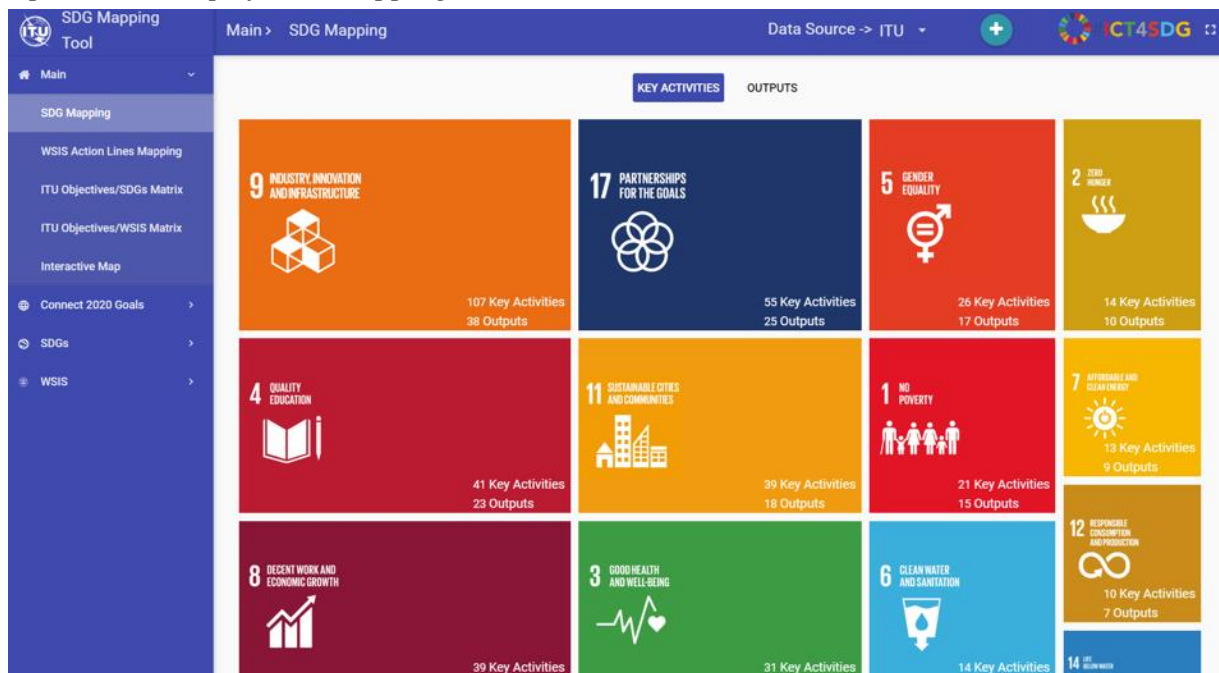 SDG Mapping
Tool
Main > SDG Mapping
Data Source -> ITU
ICT4SDG
Main
SDG Mapping
WSIS Action Lines Mapping
ITU Objectives/SDGs Matrix
ITU Objectives/WSIS Matrix
Interactive Map
Connect 2020 Goals
SDGs
WSIS
KEY ACTIVITIES OUTPUTS
9 INDUSTRY, INNOVATION
AND INFRASTRUCTURE
107 Key Activities
38 Outputs
17 PARTNERSHIPS
FOR THE GOALS
55 Key Activities
25 Outputs
5 GENDER
EQUALITY
26 Key Activities
17 Outputs
2 ZERO
HUNGER
14 Key Activities
10 Outputs
4 QUALITY
EDUCATION
41 Key Activities
23 Outputs
11 SUSTAINABLE CITIES
AND COMMUNITIES
39 Key Activities
18 Outputs
1 NO
POVERTY
21 Key Activities
15 Outputs
7 AFFORDABLE AND
CLEAN ENERGY
13 Key Activities
9 Outputs
12 RESPONSIBLE
CONSUMPTION
AND PRODUCTION
10 Key Activities
7 Outputs
8 DECENT WORK AND
ECONOMIC GROWTH
39 Key Activities
3 GOOD HEALTH
AND WELL-BEING
31 Key Activities
6 CLEAN WATER
AND SANITATION
14 Key Activities
14 LIFE
BELOW WATER